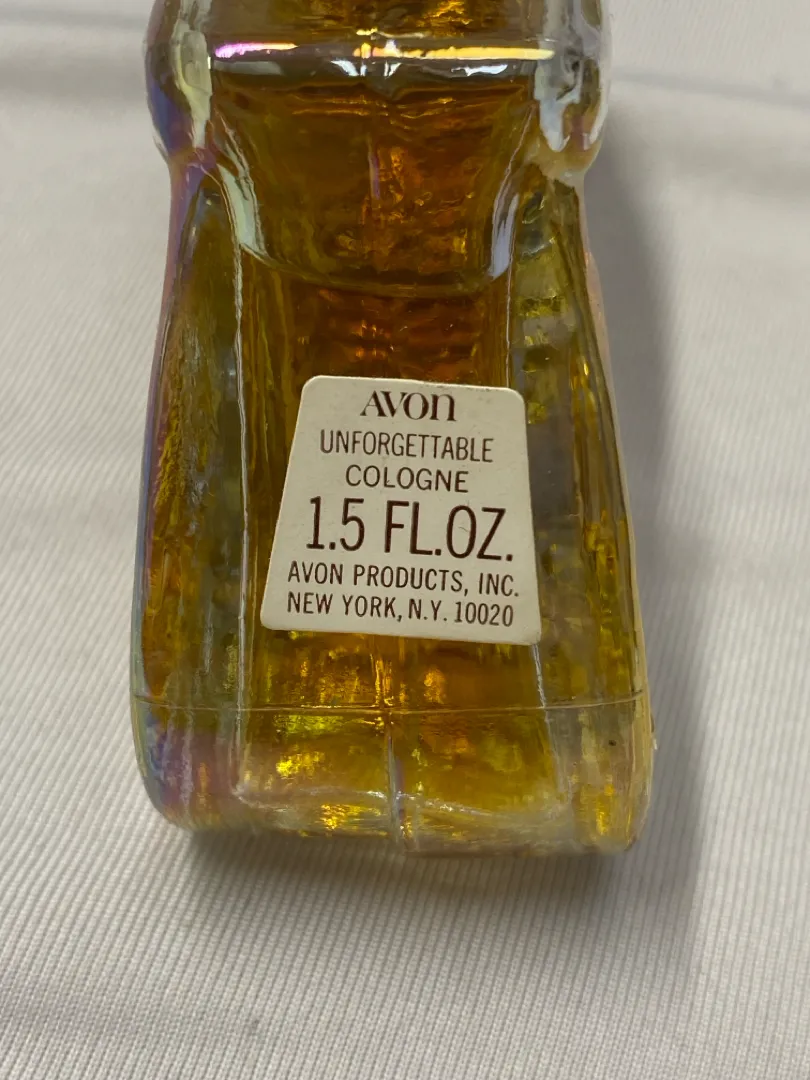 AVON
UNFORGETTABLE
COLOGNE
1.5 FL.OZ.
AVON PRODUCTS, INC.
NEW YORK, N.Y. 10020